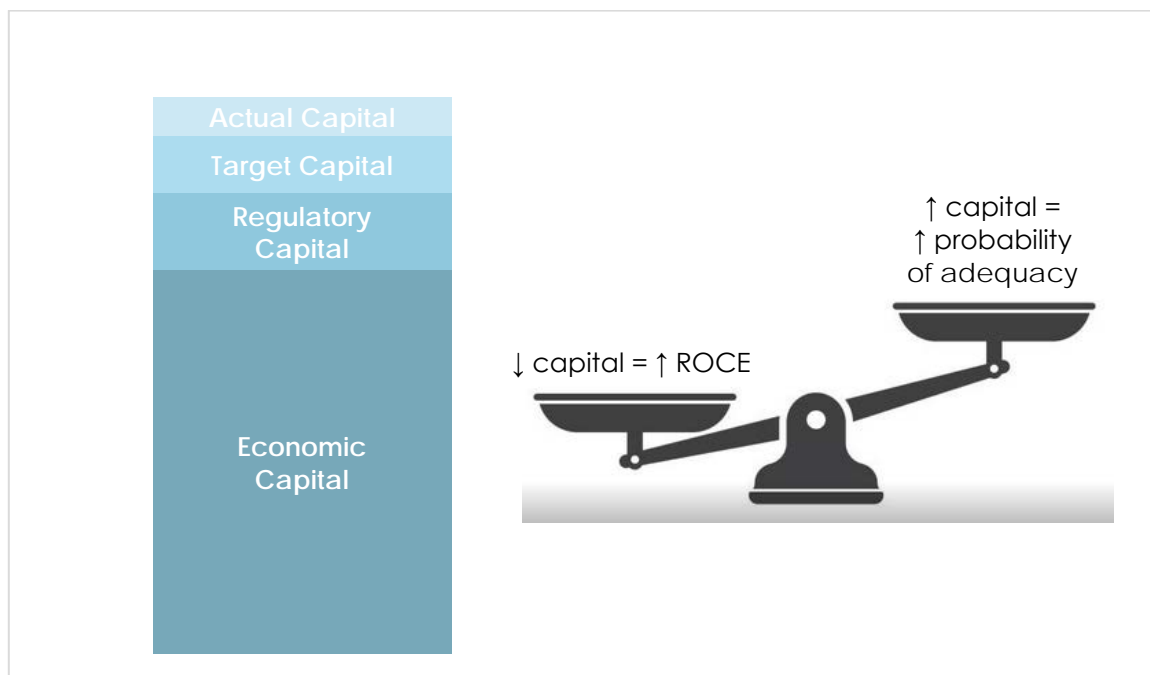 Actual Capital
Target Capital
Regulatory
Capital
Economic
Capital
↓ capital = ↑ ROCE
↑ capital =
↑ probability
of adequacy